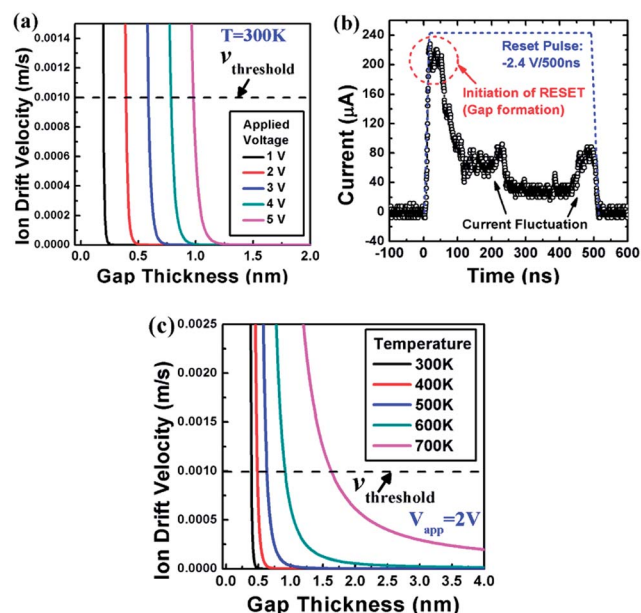 (a)
T=300K
ν threshold
Applied
Voltage
1 V
2 V
3 V
4 V
5 V
Ion Drift Velocity (m/s)
0.0014
0.0012
0.0010
0.0008
0.0006
0.0004
0.0002
0.0000
0.0 0.5 1.0 1.5 2.0
Gap Thickness (nm)
(b)
Reset Pulse:
-2.4 V/500ns
Initiation of RESET
(Gap formation)
Current Fluctuation
Current (μA)
240
200
160
120
80
40
0
-40
-100 0 100 200 300 400 500 600
Time (ns)
(c)
Temperature
300K
400K
500K
600K
700K
ν threshold
Vapp=2V
Ion Drift Velocity (m/s)
0.0025
0.0020
0.0015
0.0010
0.0005
0.0000
0.0 0.5 1.0 1.5 2.0 2.5 3.0 3.5 4.0
Gap Thickness (nm)